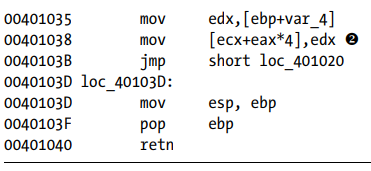 00401035 mov edx,[ebp+var_4]
00401038 mov [ecx+eax*4],edx ❷
0040103B jmp short loc_401020
0040103D loc_40103D:
0040103D mov esp, ebp
0040103F pop ebp
00401040 retn